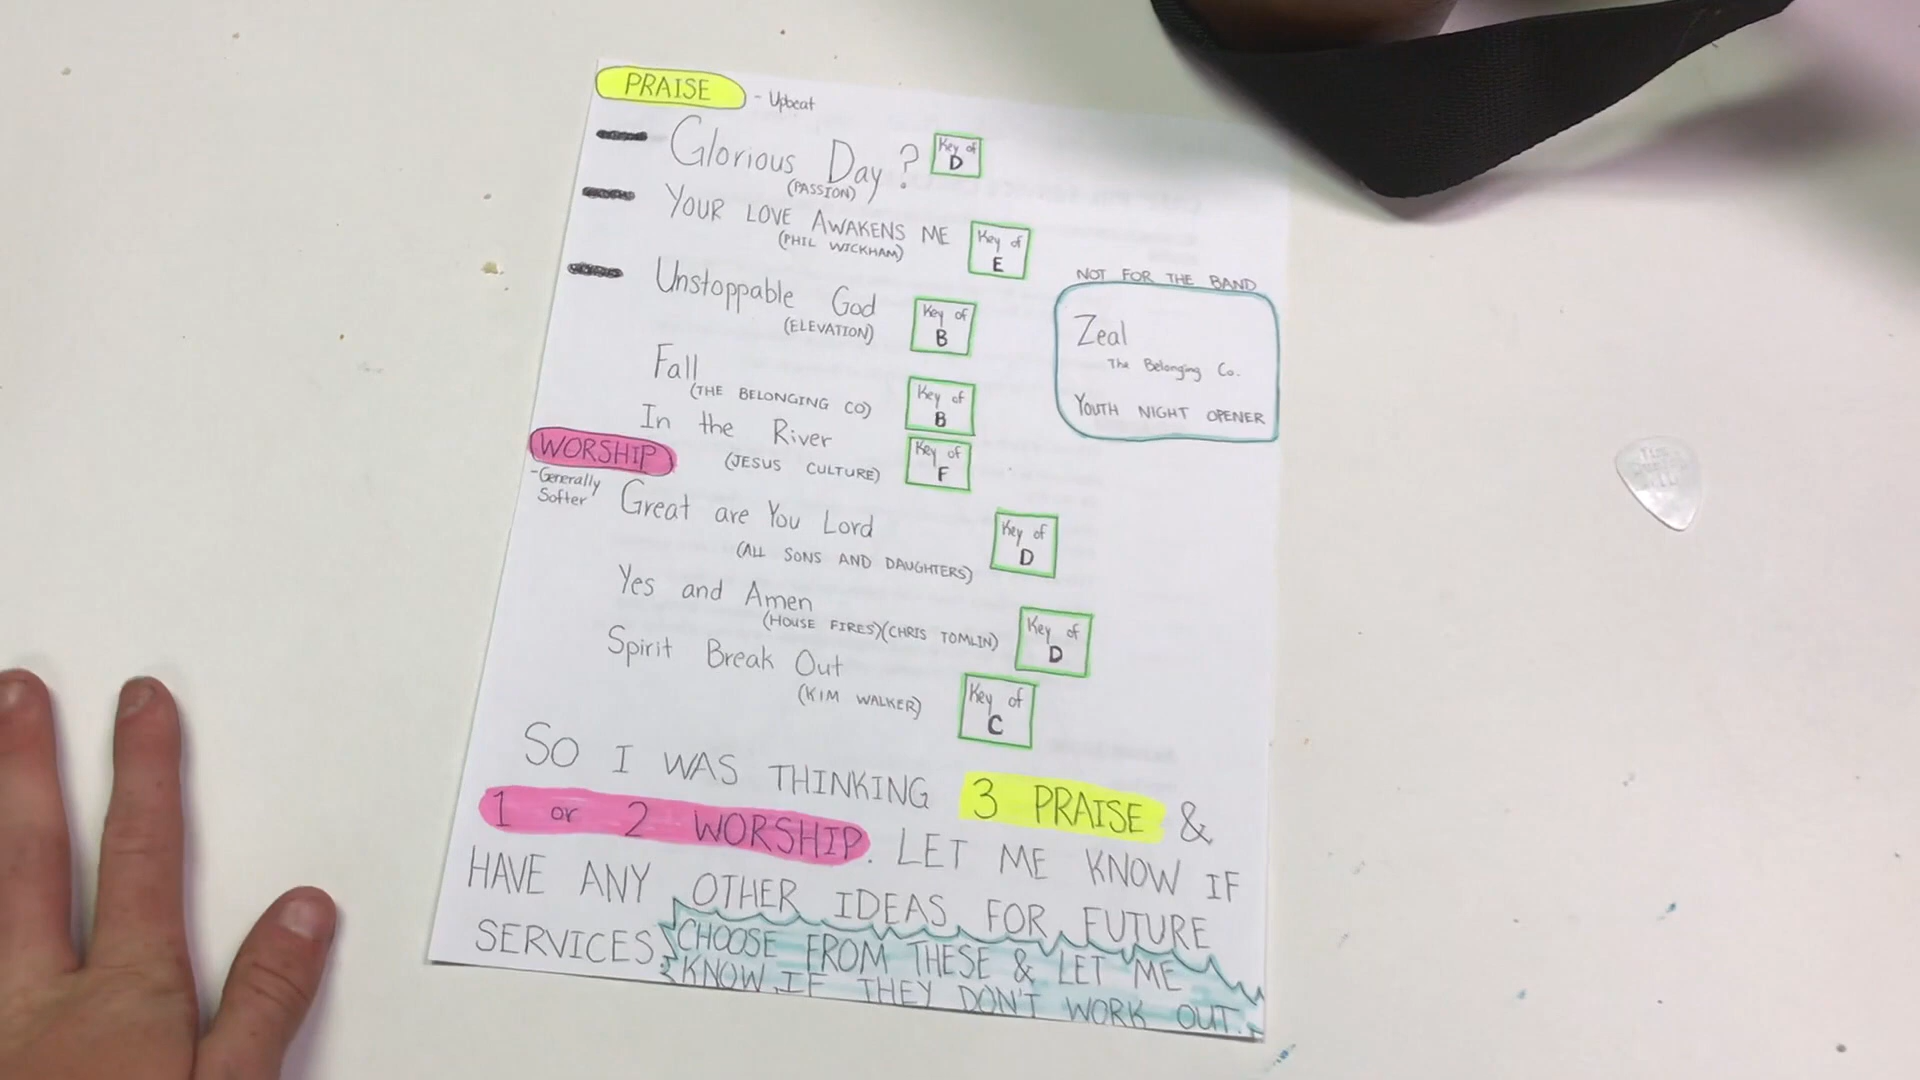 PRAISE - Upbeat
Glorious Day? Key of D
(PASSION)
YOUR LOVE AWAKENS ME Key of E
(PHIL WICKHAM)
Unstoppable God Key of B
(ELEVATION)
Fall Key of B
(THE BELONGING CO)
In the River Key of F
(JESUS CULTURE)
NOT FOR THE BAND
Zeal
The Belonging Co.
YOUTH NIGHT OPENER
WORSHIP
-Generally
Softer
Great are You Lord Key of D
(ALL SONS AND DAUGHTERS)
Yes and Amen Key of D
(HOUSE FIRES)(CHRIS TOMLIN)
Spirit Break Out Key of C
(KIM WALKER)
SO I WAS THINKING 3 PRAISE &
1 or 2 WORSHIP. LET ME KNOW IF
HAVE ANY OTHER IDEAS FOR FUTURE
SERVICES.
CHOOSE FROM THESE & LET ME
KNOW IF THEY DON'T WORK OUT.